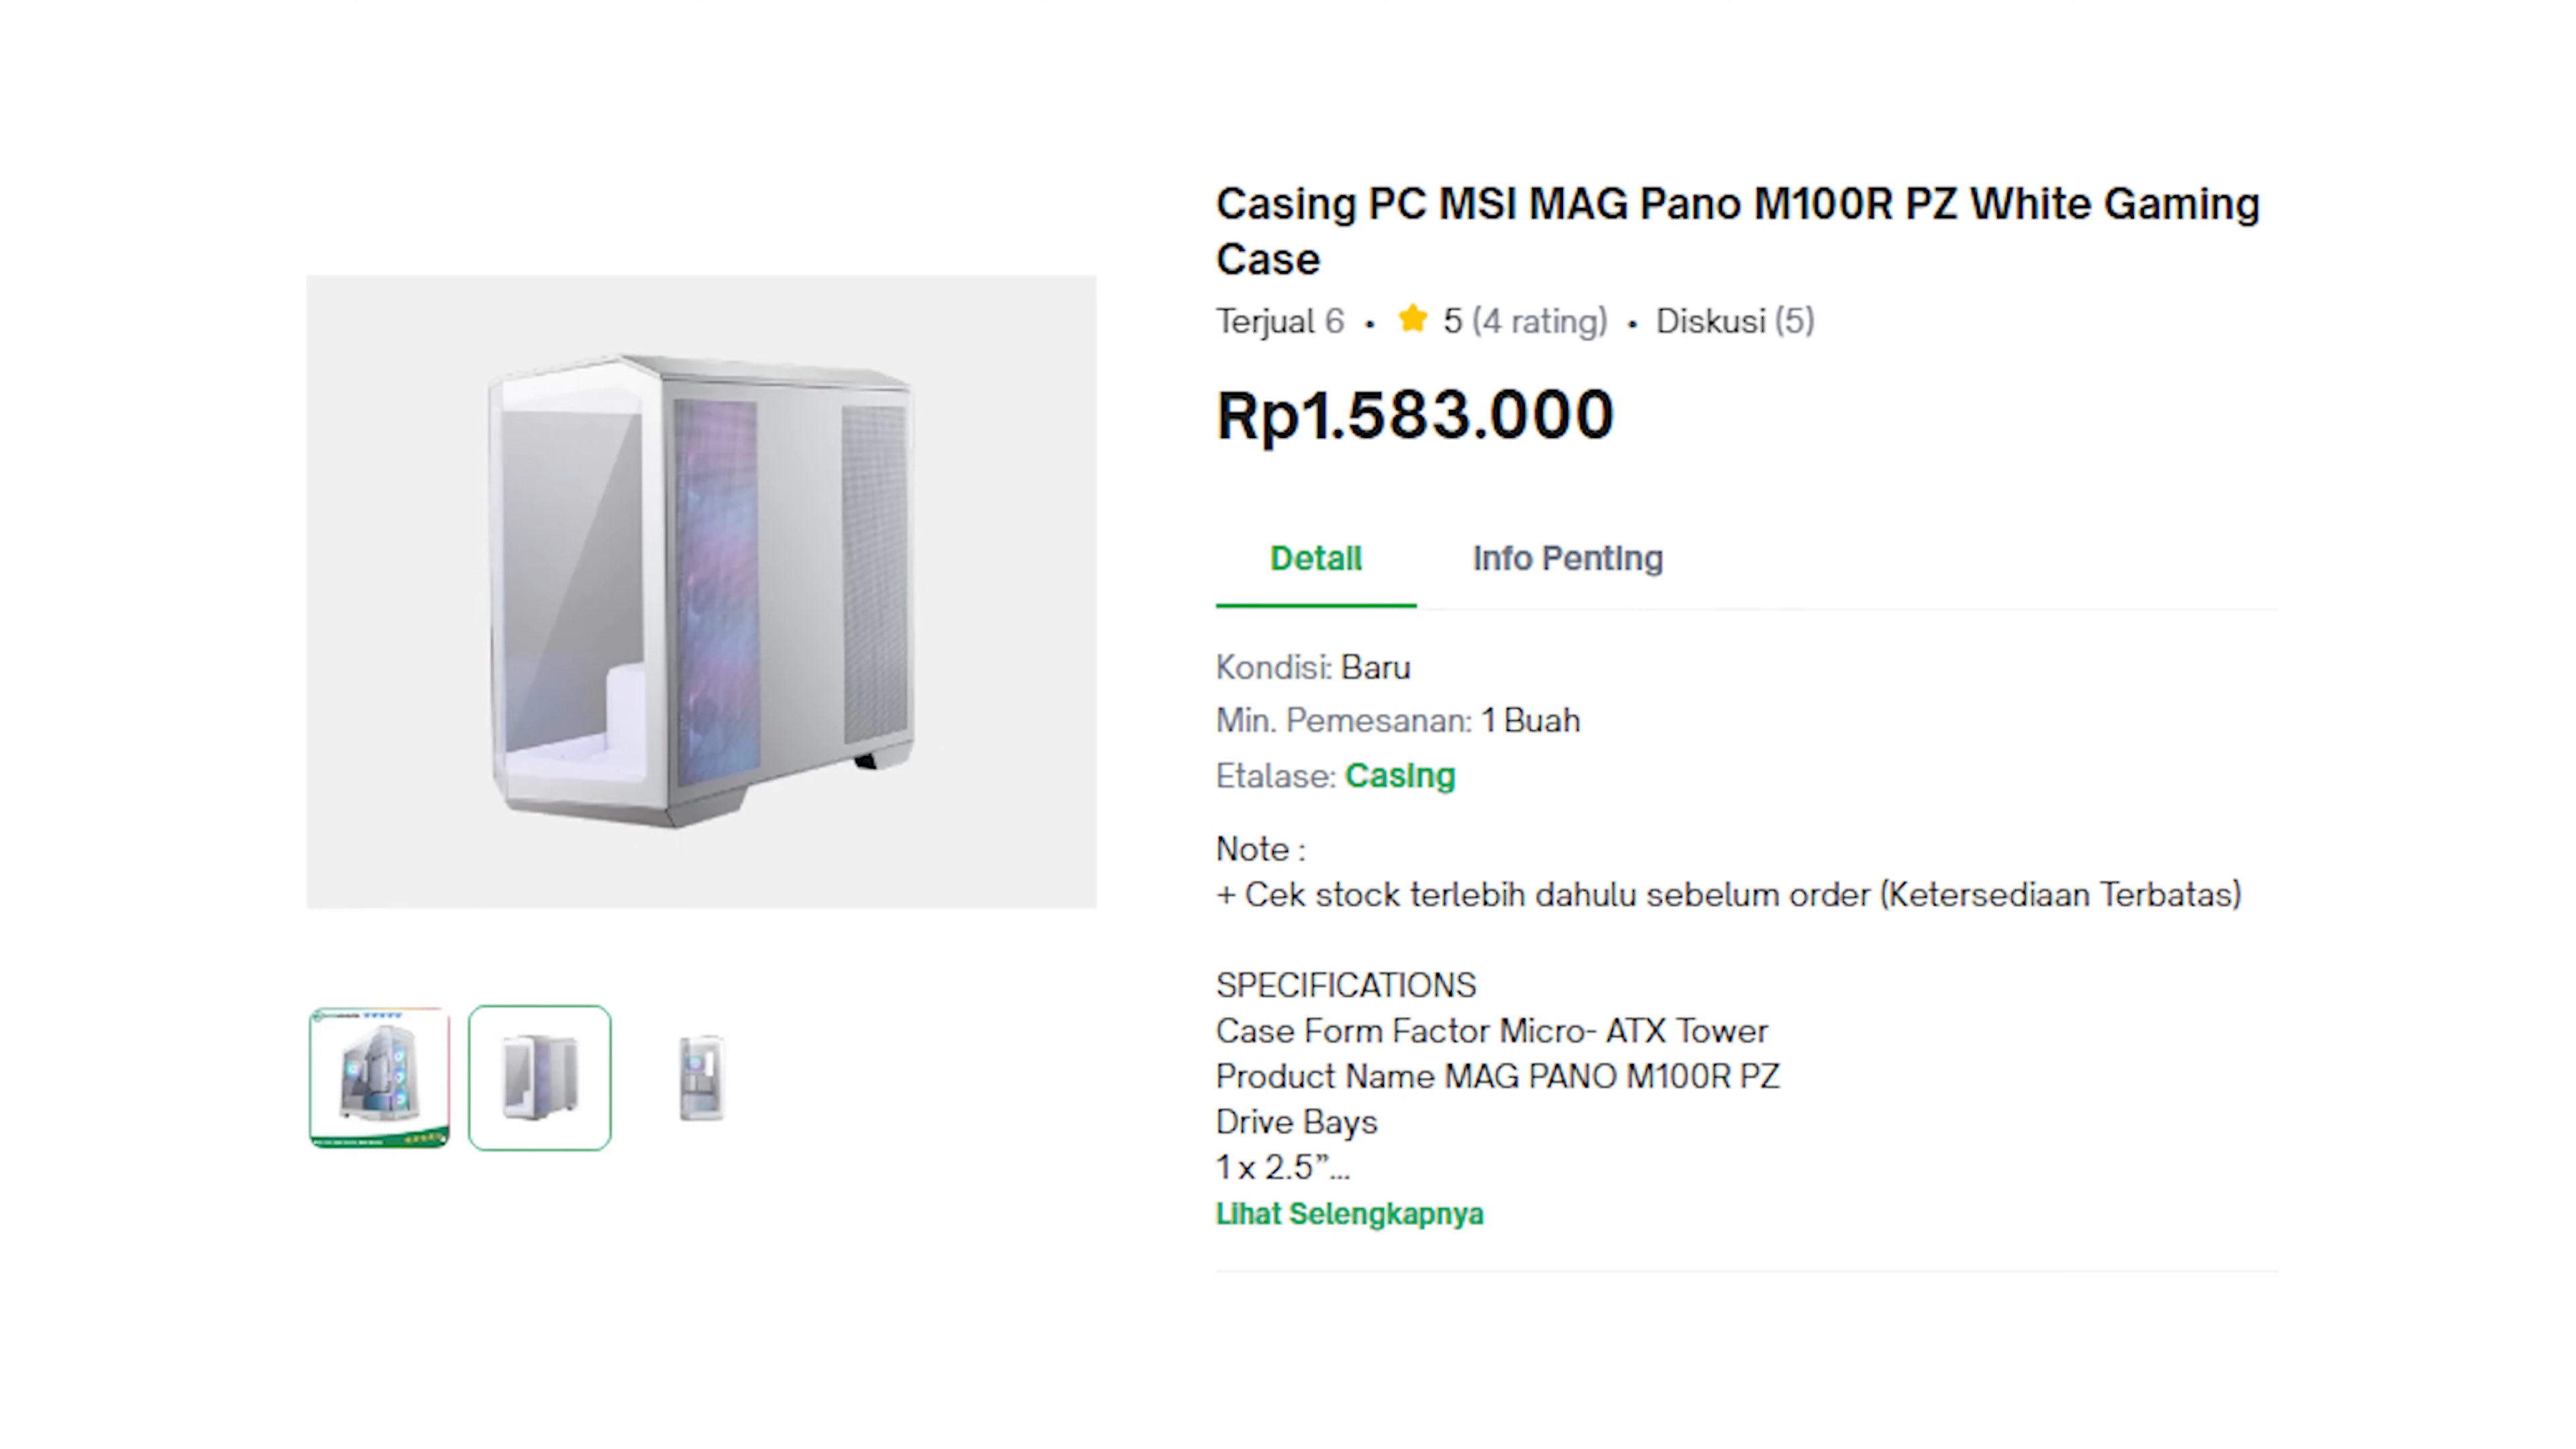 Casing PC MSI MAG Pano M100R PZ White Gaming
Case
Terjual 6 • 5 (4 rating) • Diskusi (5)
Rp1.583.000
Detail Info Penting
Kondisi: Baru
Min. Pemesanan: 1 Buah
Etalase: Casing
Note :
+ Cek stock terlebih dahulu sebelum order (Ketersediaan Terbatas)
SPECIFICATIONS
Case Form Factor Micro- ATX Tower
Product Name MAG PANO M100R PZ
Drive Bays
1 x 2.5”...
Lihat Selengkapnya